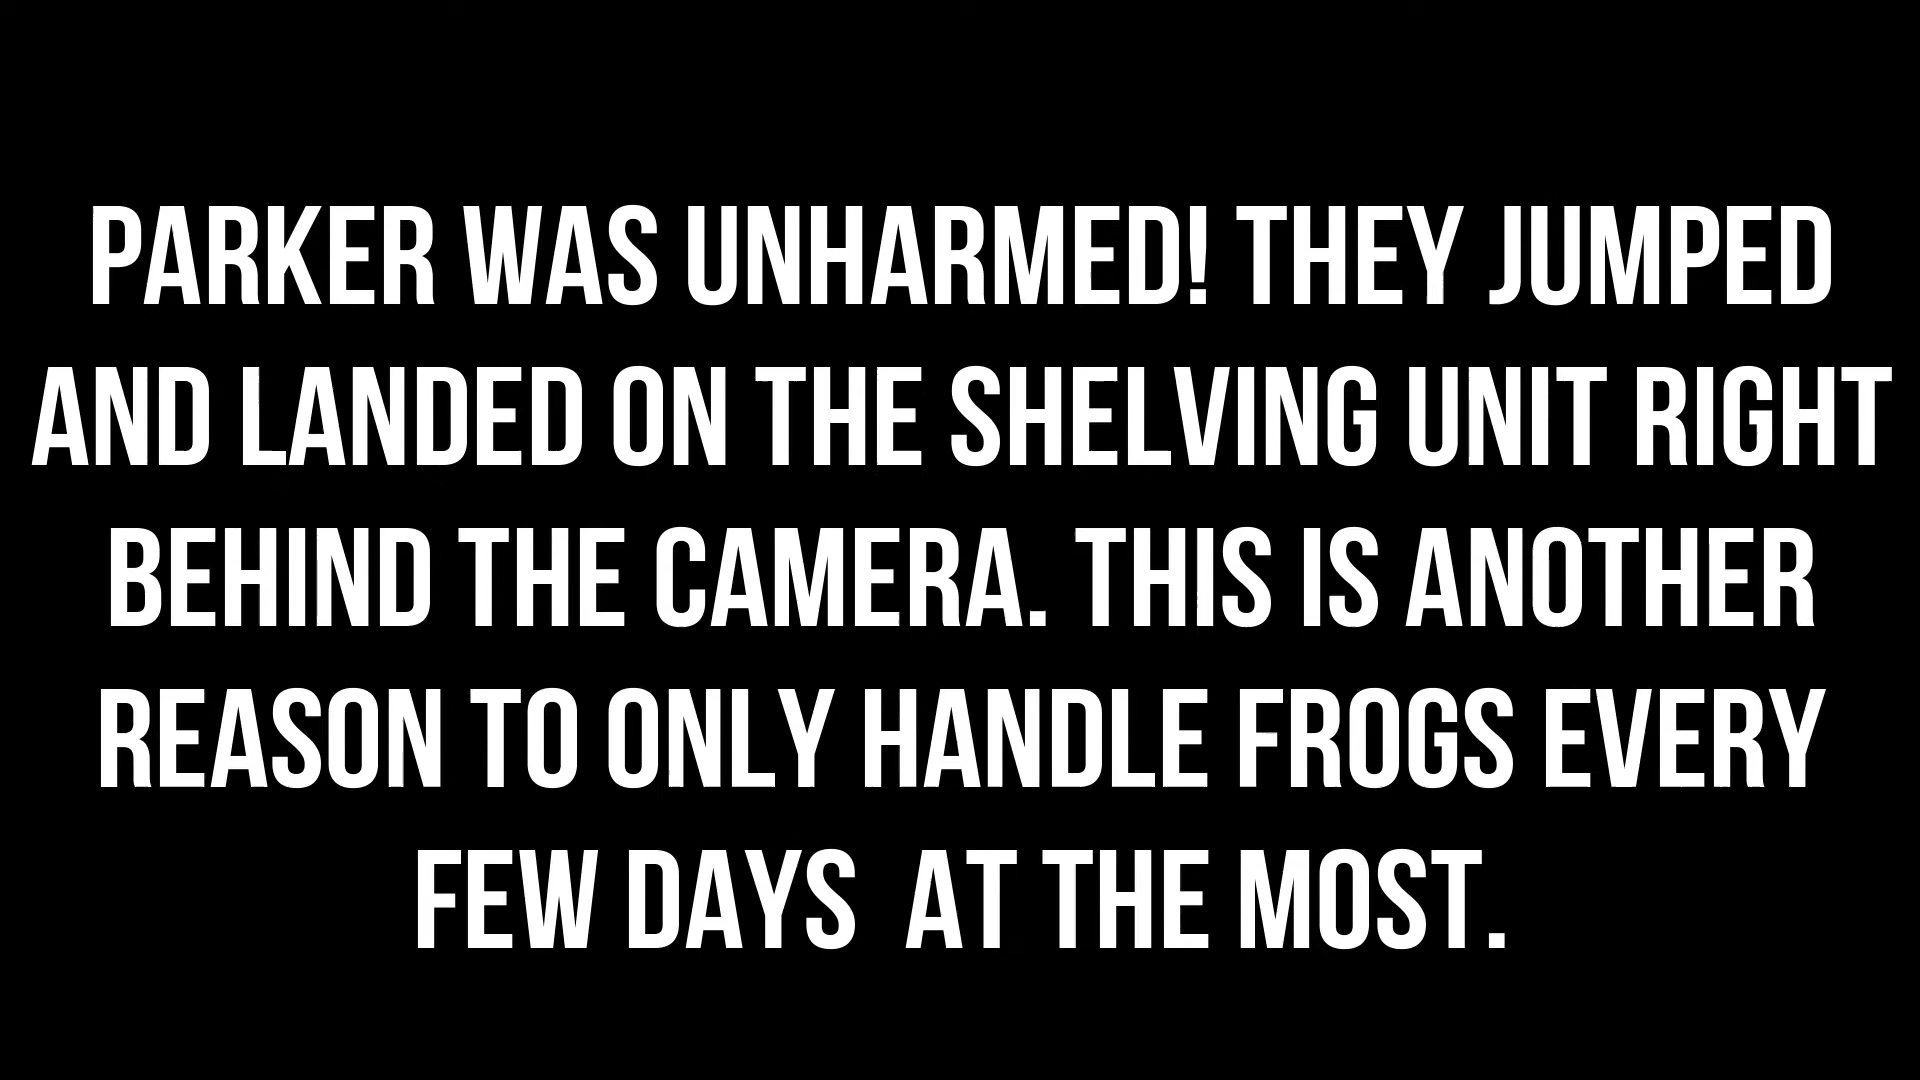 PARKER WAS UNHARMED! THEY JUMPED
AND LANDED ON THE SHELVING UNIT RIGHT
BEHIND THE CAMERA. THIS IS ANOTHER
REASON TO ONLY HANDLE FROGS EVERY
FEW DAYS  AT THE MOST.